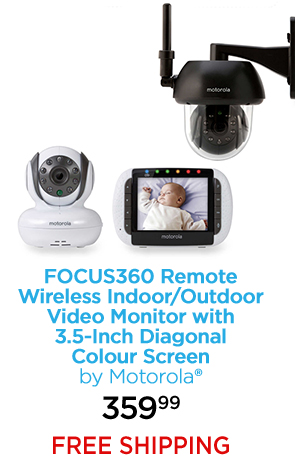 motorola
motorola
motorola
FOCUS360 Remote
Wireless Indoor/Outdoor
Video Monitor with
3.5-Inch Diagonal
Colour Screen
by Motorola®
359⁹⁹
FREE SHIPPING